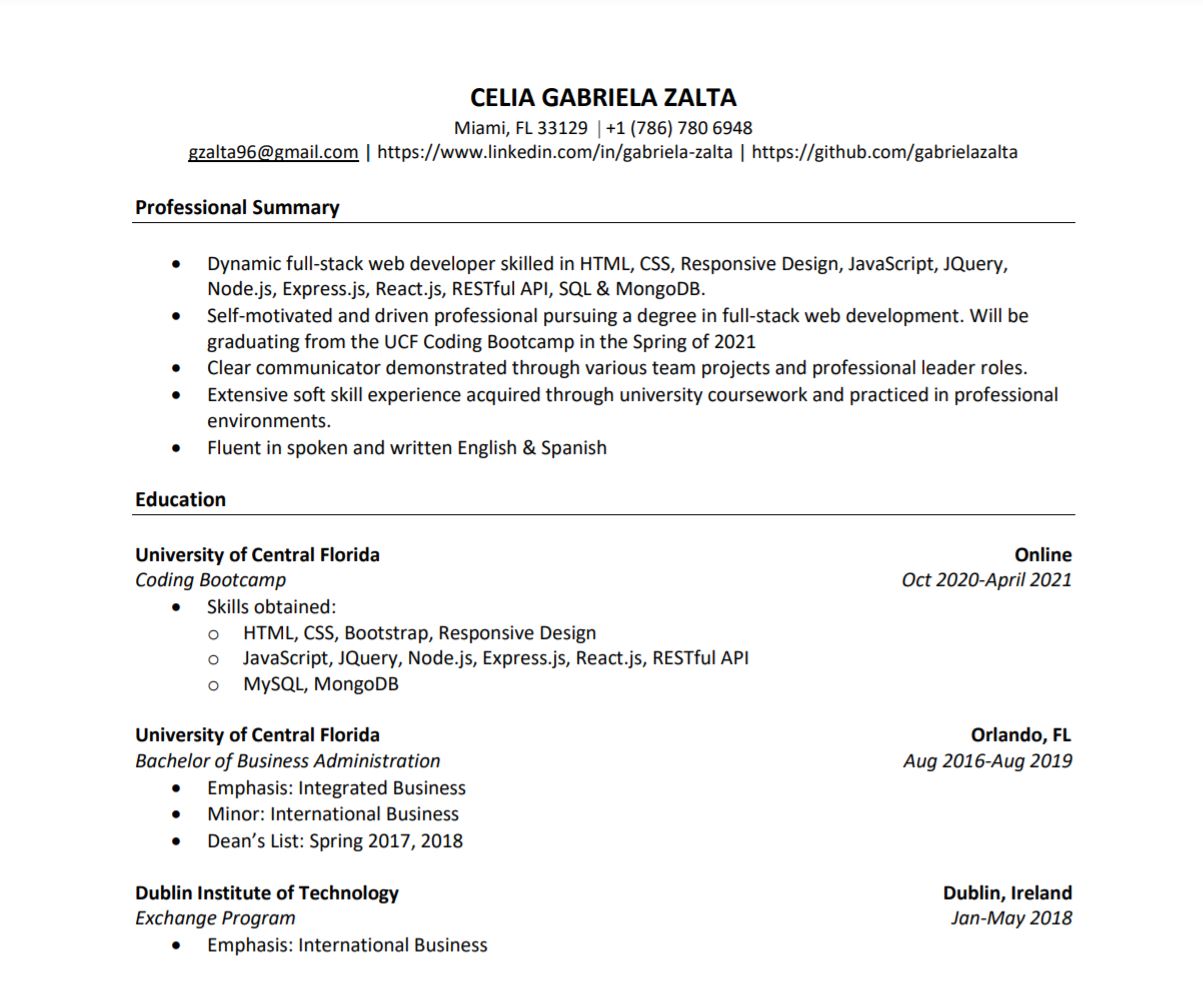 CELIA GABRIELA ZALTA
Miami, FL 33129 | +1 (786) 780 6948
gzalta96@gmail.com | https://www.linkedin.com/in/gabriela-zalta | https://github.com/gabrielazalta
Professional Summary
• Dynamic full-stack web developer skilled in HTML, CSS, Responsive Design, JavaScript, JQuery,
Node.js, Express.js, React.js, RESTful API, SQL & MongoDB.
• Self-motivated and driven professional pursuing a degree in full-stack web development. Will be
graduating from the UCF Coding Bootcamp in the Spring of 2021
• Clear communicator demonstrated through various team projects and professional leader roles.
• Extensive soft skill experience acquired through university coursework and practiced in professional
environments.
• Fluent in spoken and written English & Spanish
Education
University of Central Florida Online
Coding Bootcamp Oct 2020-April 2021
• Skills obtained:
o HTML, CSS, Bootstrap, Responsive Design
o JavaScript, JQuery, Node.js, Express.js, React.js, RESTful API
o MySQL, MongoDB
University of Central Florida Orlando, FL
Bachelor of Business Administration Aug 2016-Aug 2019
• Emphasis: Integrated Business
• Minor: International Business
• Dean’s List: Spring 2017, 2018
Dublin Institute of Technology Dublin, Ireland
Exchange Program Jan-May 2018
• Emphasis: International Business